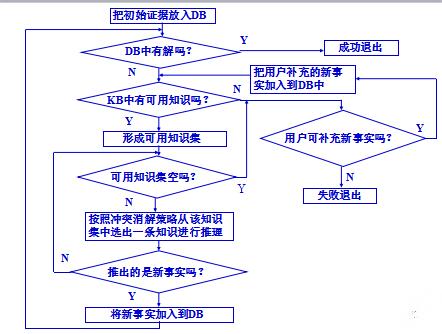 把初始证据放入DB
DB中有解吗?
Y
成功退出
N
把用户补充的新事
实加入到DB中
KB中有可用知识吗?
N
Y
形成可用知识集
用户可补充新事实吗?
Y
可用知识集空吗?
Y
N
N
失败退出
按照冲突消解策略从该知识
集中选出一条知识进行推理
N
推出的是新事实吗?
Y
将新事实加入到DB